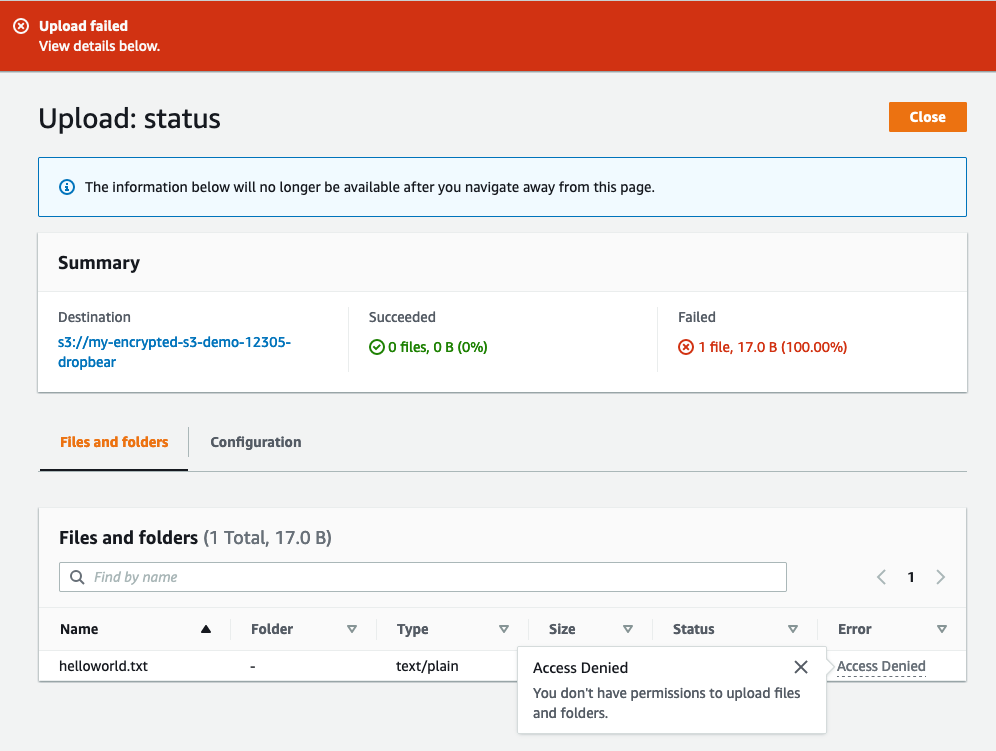 Upload failed
View details below.
Upload: status
Close
The information below will no longer be available after you navigate away from this page.
Summary
Destination
s3://my-encrypted-s3-demo-12305-
dropbear
Succeeded
0 files, 0 B (0%)
Failed
1 file, 17.0 B (100.00%)
Files and folders
Configuration
Files and folders (1 Total, 17.0 B)
Find by name
1
Name Folder Type Size Status Error
helloworld.txt - text/plain Access Denied
Access Denied
You don't have permissions to upload files
and folders.